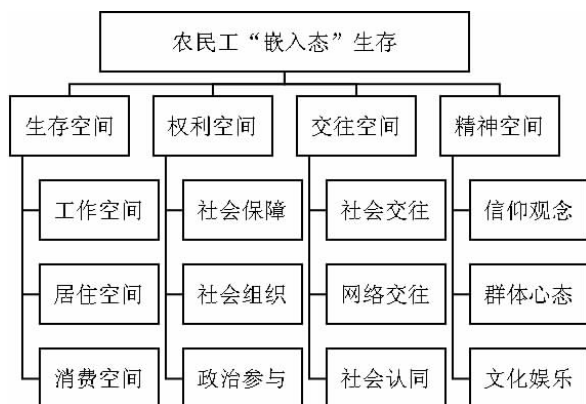 农民工“嵌入态”生存
生存空间 权利空间 交往空间 精神空间
工作空间 社会保障 社会交往 信仰观念
居住空间 社会组织 网络交往 群体心态
消费空间 政治参与 社会认同 文化娱乐